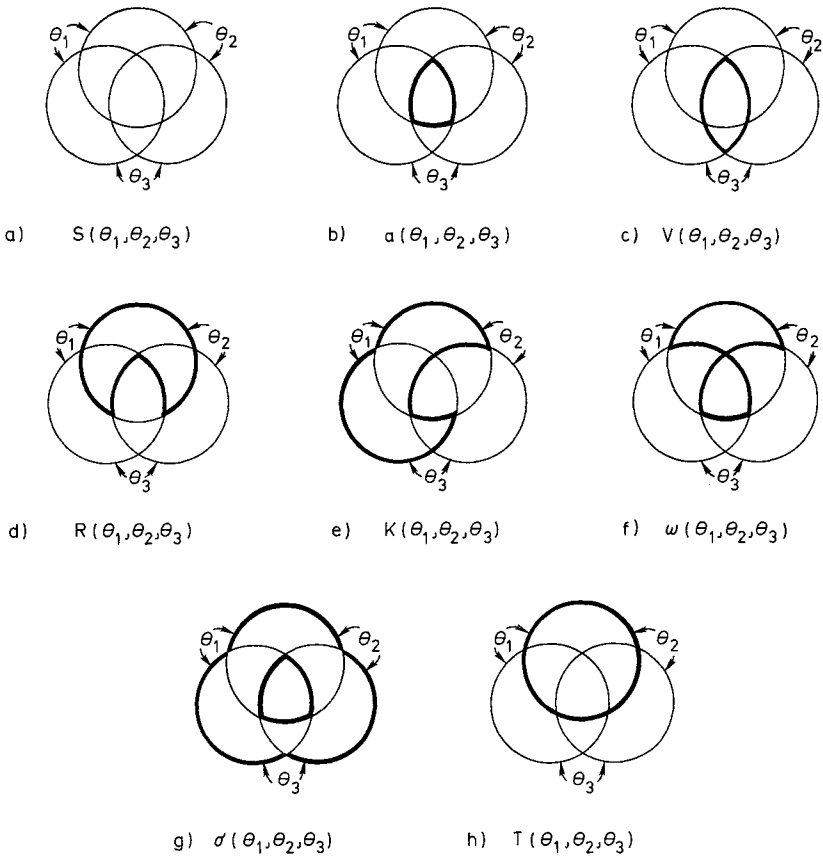 θ1 θ2 θ1 θ2 θ1 θ2
θ3 θ3 θ3
a) S(θ1,θ2,θ3) b) a(θ1,θ2,θ3) c) V(θ1,θ2,θ3)
θ1 θ2 θ1 θ2 θ1 θ2
θ3 θ3 θ3
d) R(θ1,θ2,θ3) e) K(θ1,θ2,θ3) f) ω(θ1,θ2,θ3)
θ1 θ2 θ1 θ2
θ3 θ3
g) σ(θ1,θ2,θ3) h) T(θ1,θ2,θ3)